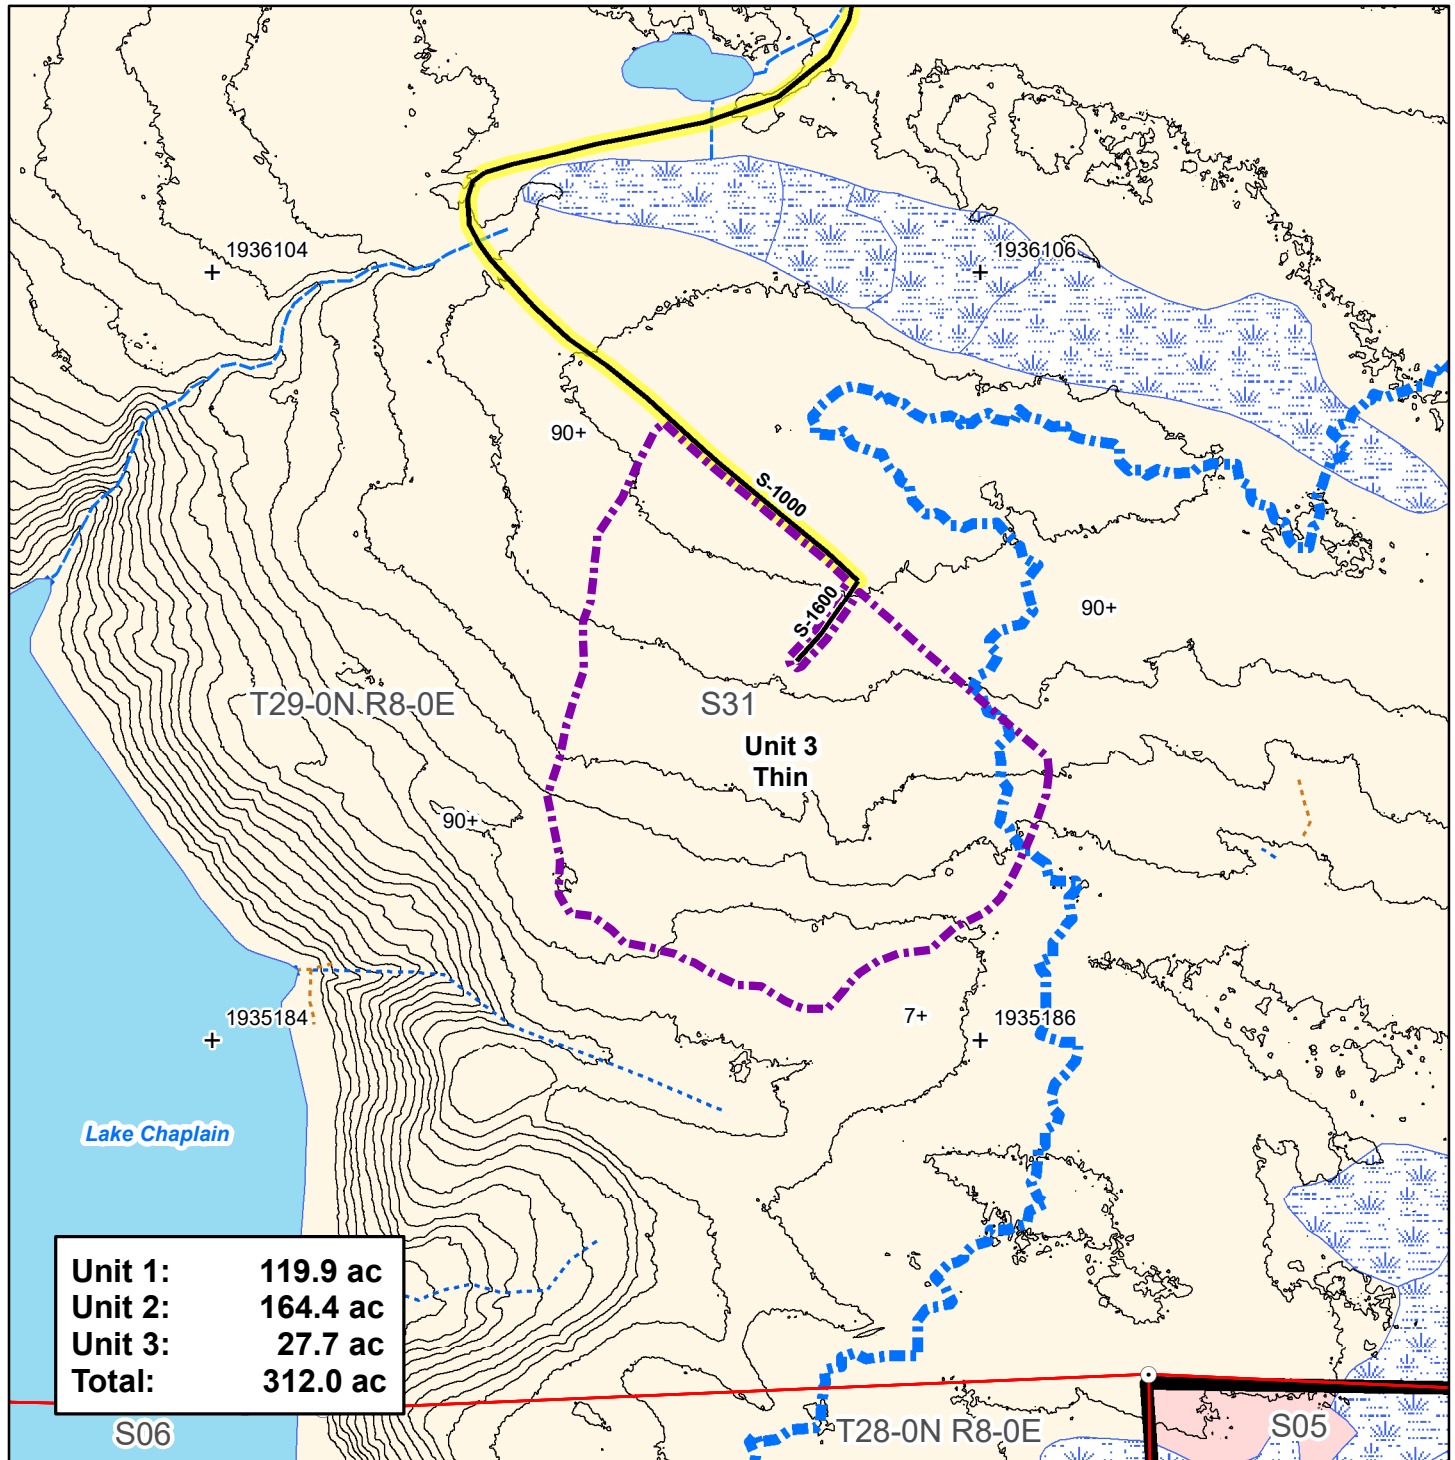 1936104
1936106
90+
S-1000
S-1600
90+
T29-0N R8-0E
S31
Unit 3
Thin
90+
1935184
7+
1935186
Lake Chaplain
Unit 1: 119.9 ac
Unit 2: 164.4 ac
Unit 3: 27.7 ac
Total: 312.0 ac
S06
T28-0N R8-0E
S05